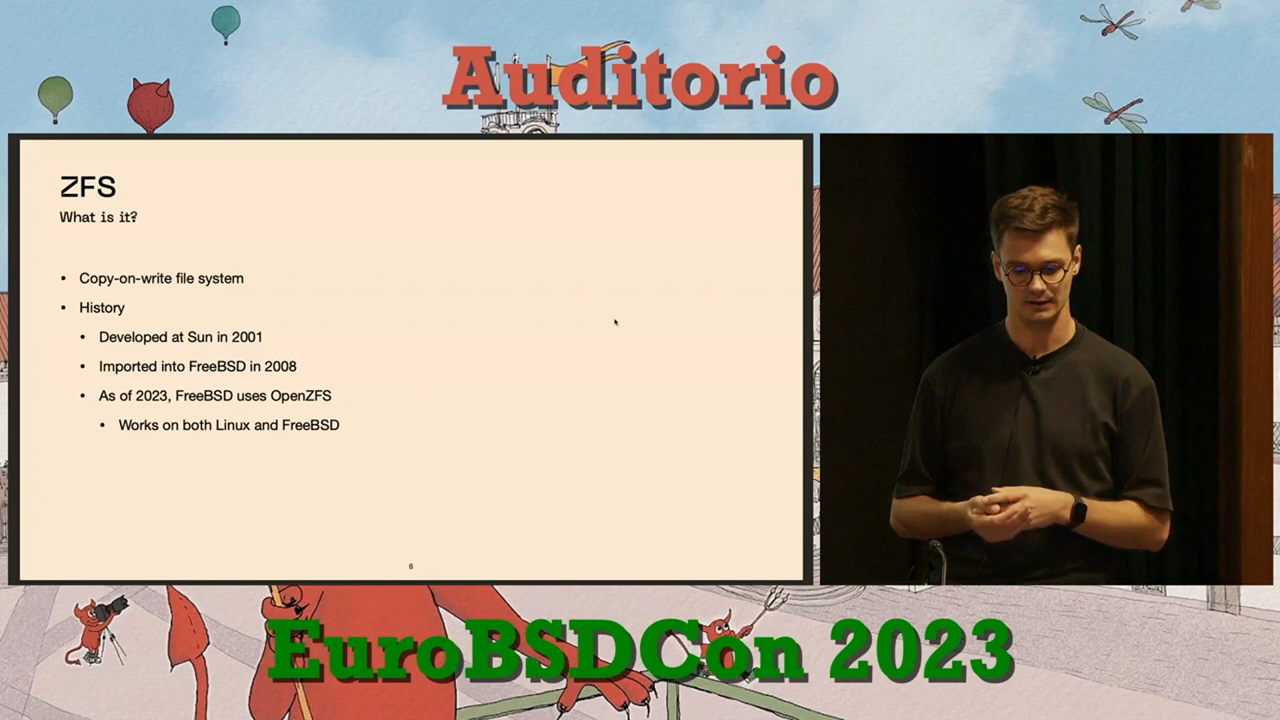 Auditorio
ZFS
What is it?
• Copy-on-write file system
• History
• Developed at Sun in 2001
• Imported into FreeBSD in 2008
• As of 2023, FreeBSD uses OpenZFS
• Works on both Linux and FreeBSD
6
EuroBSDCon 2023